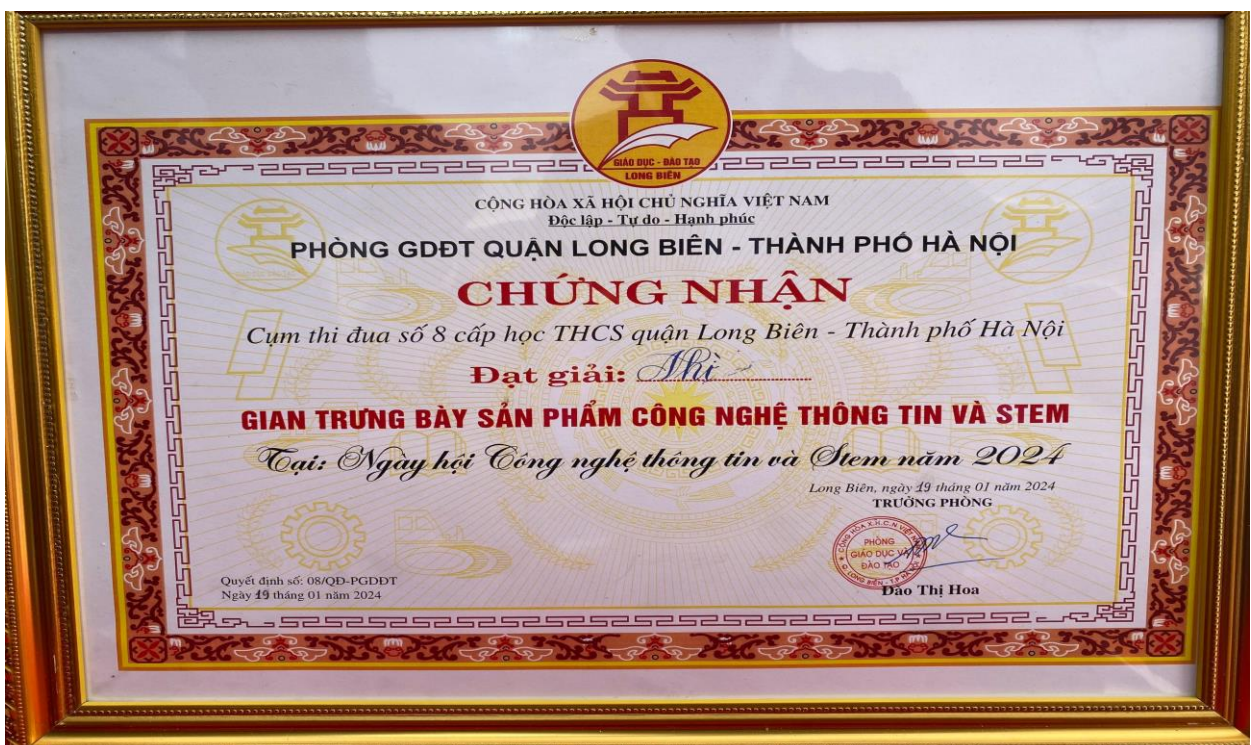 GIÁO DỤC - ĐÀO TẠO
LONG BIÊN
CỘNG HÒA XÃ HỘI CHỦ NGHĨA VIỆT NAM
Độc lập - Tự do - Hạnh phúc
PHÒNG GDĐT QUẬN LONG BIÊN - THÀNH PHỐ HÀ NỘI
CHỨNG NHẬN
Cụm thi đua số 8 cấp học THCS quận Long Biên - Thành phố Hà Nội
Đạt giải: Nhì
GIAN TRƯNG BÀY SẢN PHẨM CÔNG NGHỆ THÔNG TIN VÀ STEM
Tại: Ngày hội Công nghệ thông tin và Stem năm 2024
Long Biên, ngày 19 tháng 01 năm 2024
TRƯỞNG PHÒNG
PHÒNG
GIÁO DỤC VÀ
ĐÀO TẠO
Đào Thị Hoa
Quyết định số: 08/QĐ-PGDĐT
Ngày 19 tháng 01 năm 2024